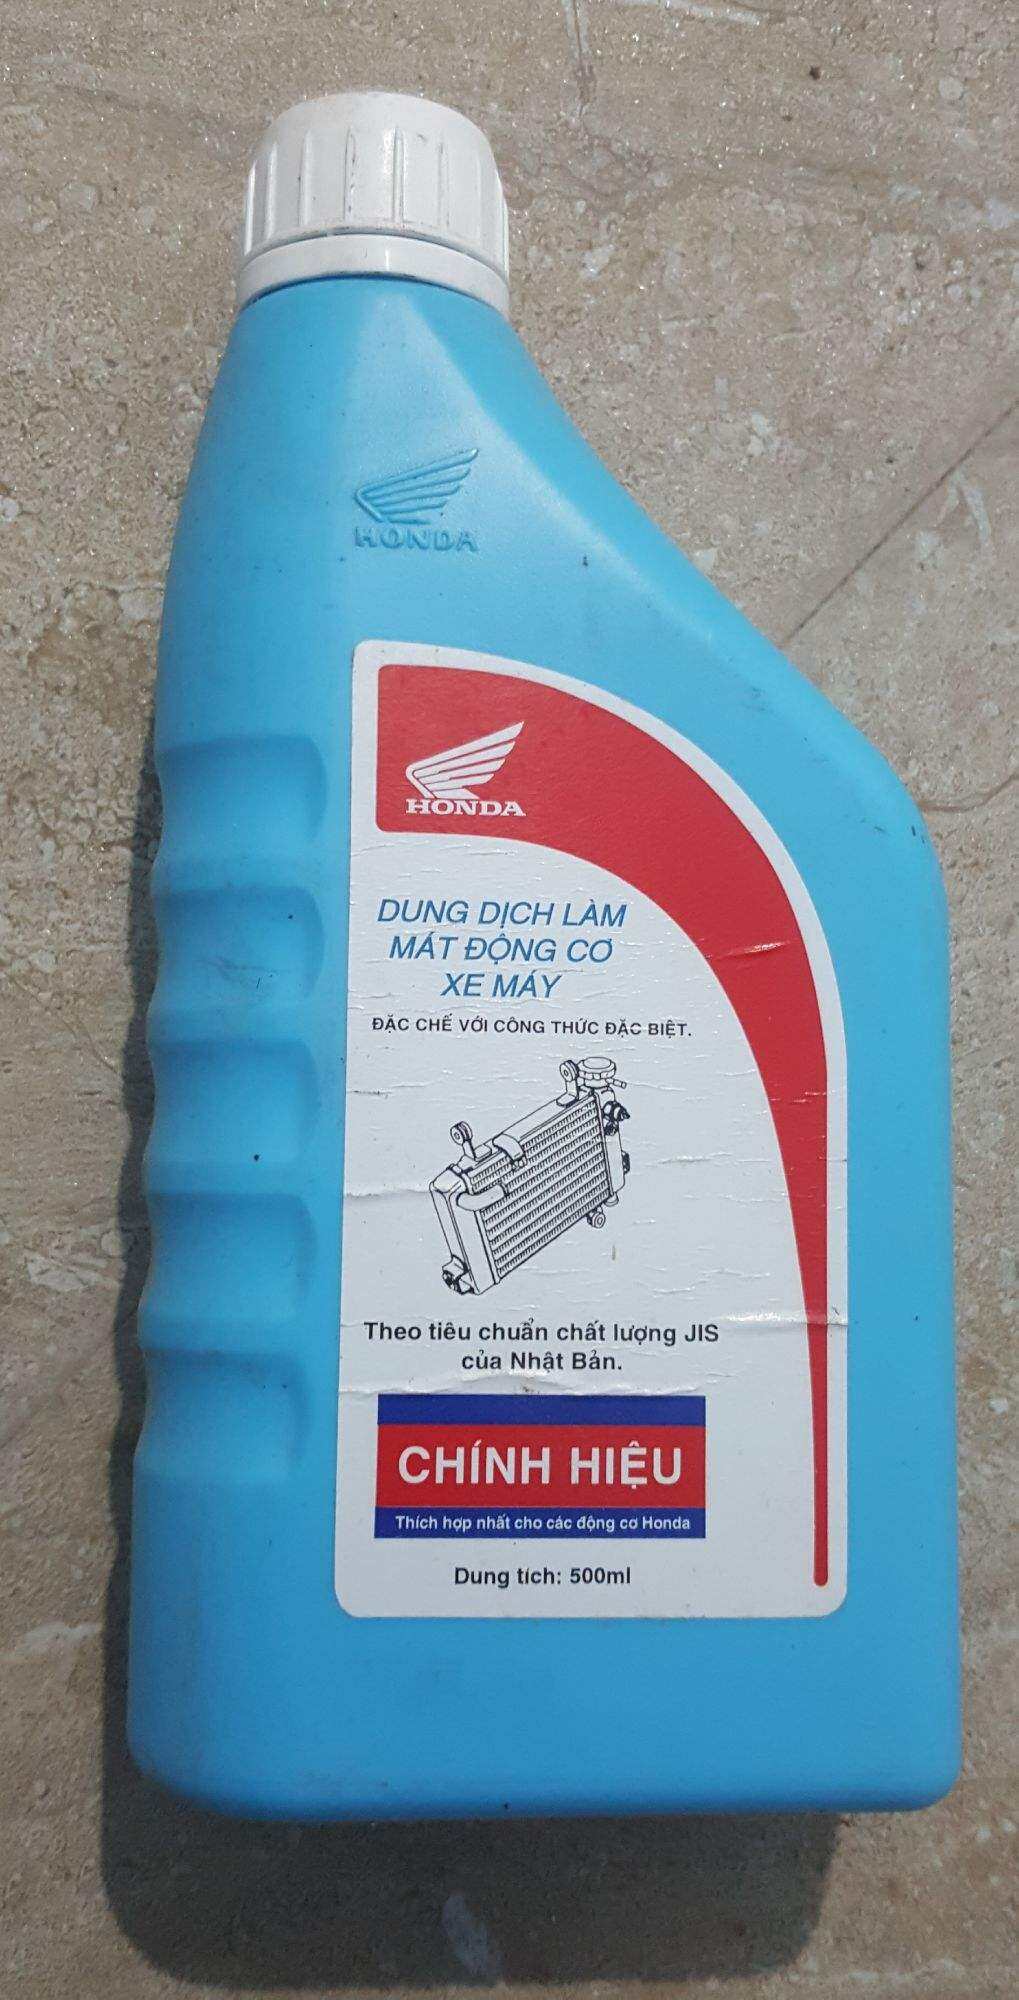 HONDA
HONDA
DUNG DỊCH LÀM
MÁT ĐỘNG CƠ
XE MÁY
ĐẶC CHẾ VỚI CÔNG THỨC ĐẶC BIỆT.
Theo tiêu chuẩn chất lượng JIS
của Nhật Bản.
CHÍNH HIỆU
Thích hợp nhất cho các động cơ Honda
Dung tích: 500ml